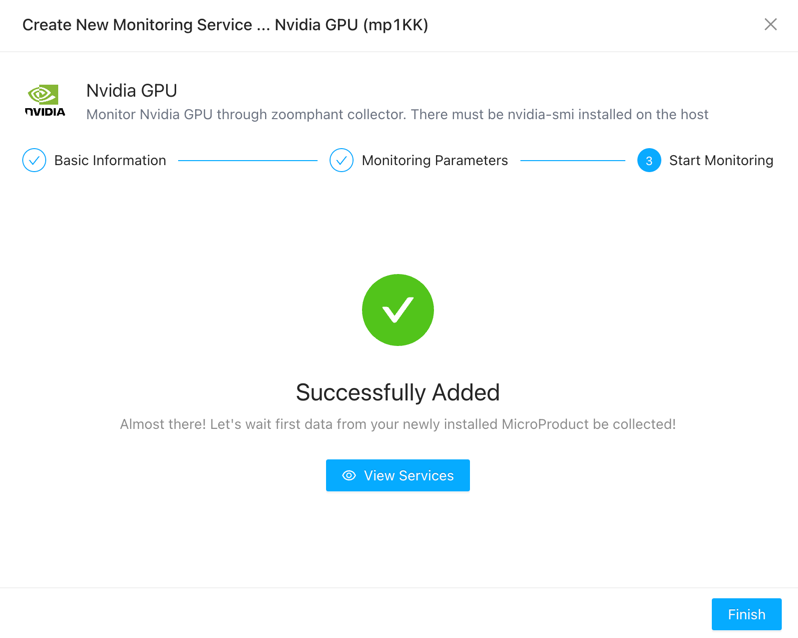 Create New Monitoring Service ... Nvidia GPU (mp1KK)
NVIDIA
Nvidia GPU
Monitor Nvidia GPU through zoomphant collector. There must be nvidia-smi installed on the host
Basic Information
Monitoring Parameters
3 Start Monitoring
Successfully Added
Almost there! Let's wait first data from your newly installed MicroProduct be collected!
View Services
Finish